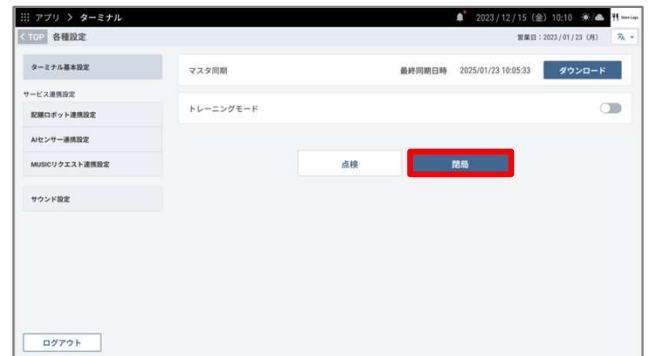 アプリ > ターミナル
2023/12/15 (金) 10:10
< TOP 各種設定
営業日:2023/01/23 (月)
ターミナル基本設定
マスタ同期
最終同期日時 2025/01/23 10:05:33
ダウンロード
サービス連携設定
トレーニングモード
配膳ロボット連携設定
AIセンサー連携設定
MUSICリクエスト連携設定
点検
閉局
サウンド設定
ログアウト